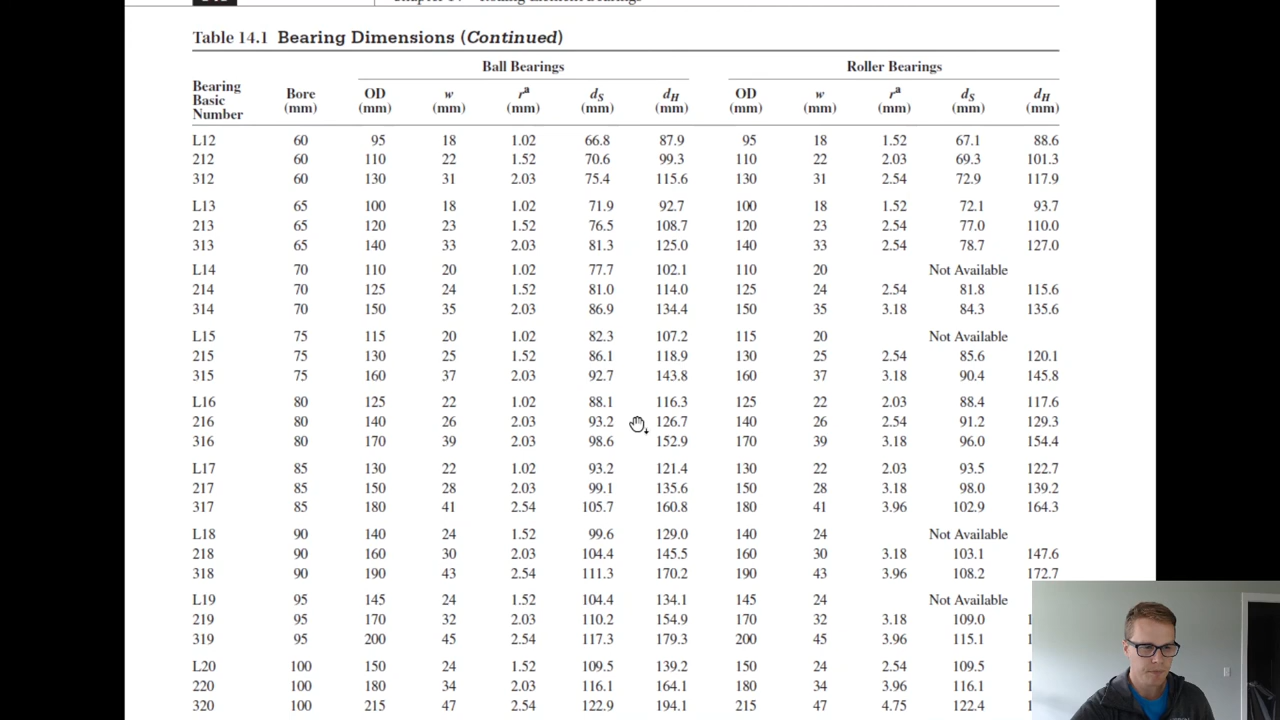 Table 14.1 Bearing Dimensions (Continued)
Ball Bearings Roller Bearings
Bearing Basic Number Bore (mm) OD (mm) w (mm) rᵃ (mm) dS (mm) dH (mm) OD (mm) w (mm) rᵃ (mm) dS (mm) dH (mm)
L12 60 95 18 1.02 66.8 87.9 95 18 1.52 67.1 88.6
212 60 110 22 1.52 70.6 99.3 110 22 2.03 69.3 101.3
312 60 130 31 2.03 75.4 115.6 130 31 2.54 72.9 117.9
L13 65 100 18 1.02 71.9 92.7 100 18 1.52 72.1 93.7
213 65 120 23 1.52 76.5 108.7 120 23 2.54 77.0 110.0
313 65 140 33 2.03 81.3 125.0 140 33 2.54 78.7 127.0
L14 70 110 20 1.02 77.7 102.1 110 20 Not Available
214 70 125 24 1.52 81.0 114.0 125 24 2.54 81.8 115.6
314 70 150 35 2.03 86.9 134.4 150 35 3.18 84.3 135.6
L15 75 115 20 1.02 82.3 107.2 115 20 Not Available
215 75 130 25 1.52 86.1 118.9 130 25 2.54 85.6 120.1
315 75 160 37 2.03 92.7 143.8 160 37 3.18 90.4 145.8
L16 80 125 22 1.02 88.1 116.3 125 22 2.03 88.4 117.6
216 80 140 26 2.03 93.2 126.7 140 26 2.54 91.2 129.3
316 80 170 39 2.03 98.6 152.9 170 39 3.18 96.0 154.4
L17 85 130 22 1.02 93.2 121.4 130 22 2.03 93.5 122.7
217 85 150 28 2.03 99.1 135.6 150 28 3.18 98.0 139.2
317 85 180 41 2.54 105.7 160.8 180 41 3.96 102.9 164.3
L18 90 140 24 1.52 99.6 129.0 140 24 Not Available
218 90 160 30 2.03 104.4 145.5 160 30 3.18 103.1 147.6
318 90 190 43 2.54 111.3 170.2 190 43 3.96 108.2 172.7
L19 95 145 24 1.52 104.4 134.1 145 24 Not Available
219 95 170 32 2.03 110.2 154.9 170 32 3.18 109.0
319 95 200 45 2.54 117.3 179.3 200 45 3.96 115.1
L20 100 150 24 1.52 109.5 139.2 150 24 2.54 109.5
220 100 180 34 2.03 116.1 164.1 180 34 3.96 116.1
320 100 215 47 2.54 122.9 194.1 215 47 4.75 122.4